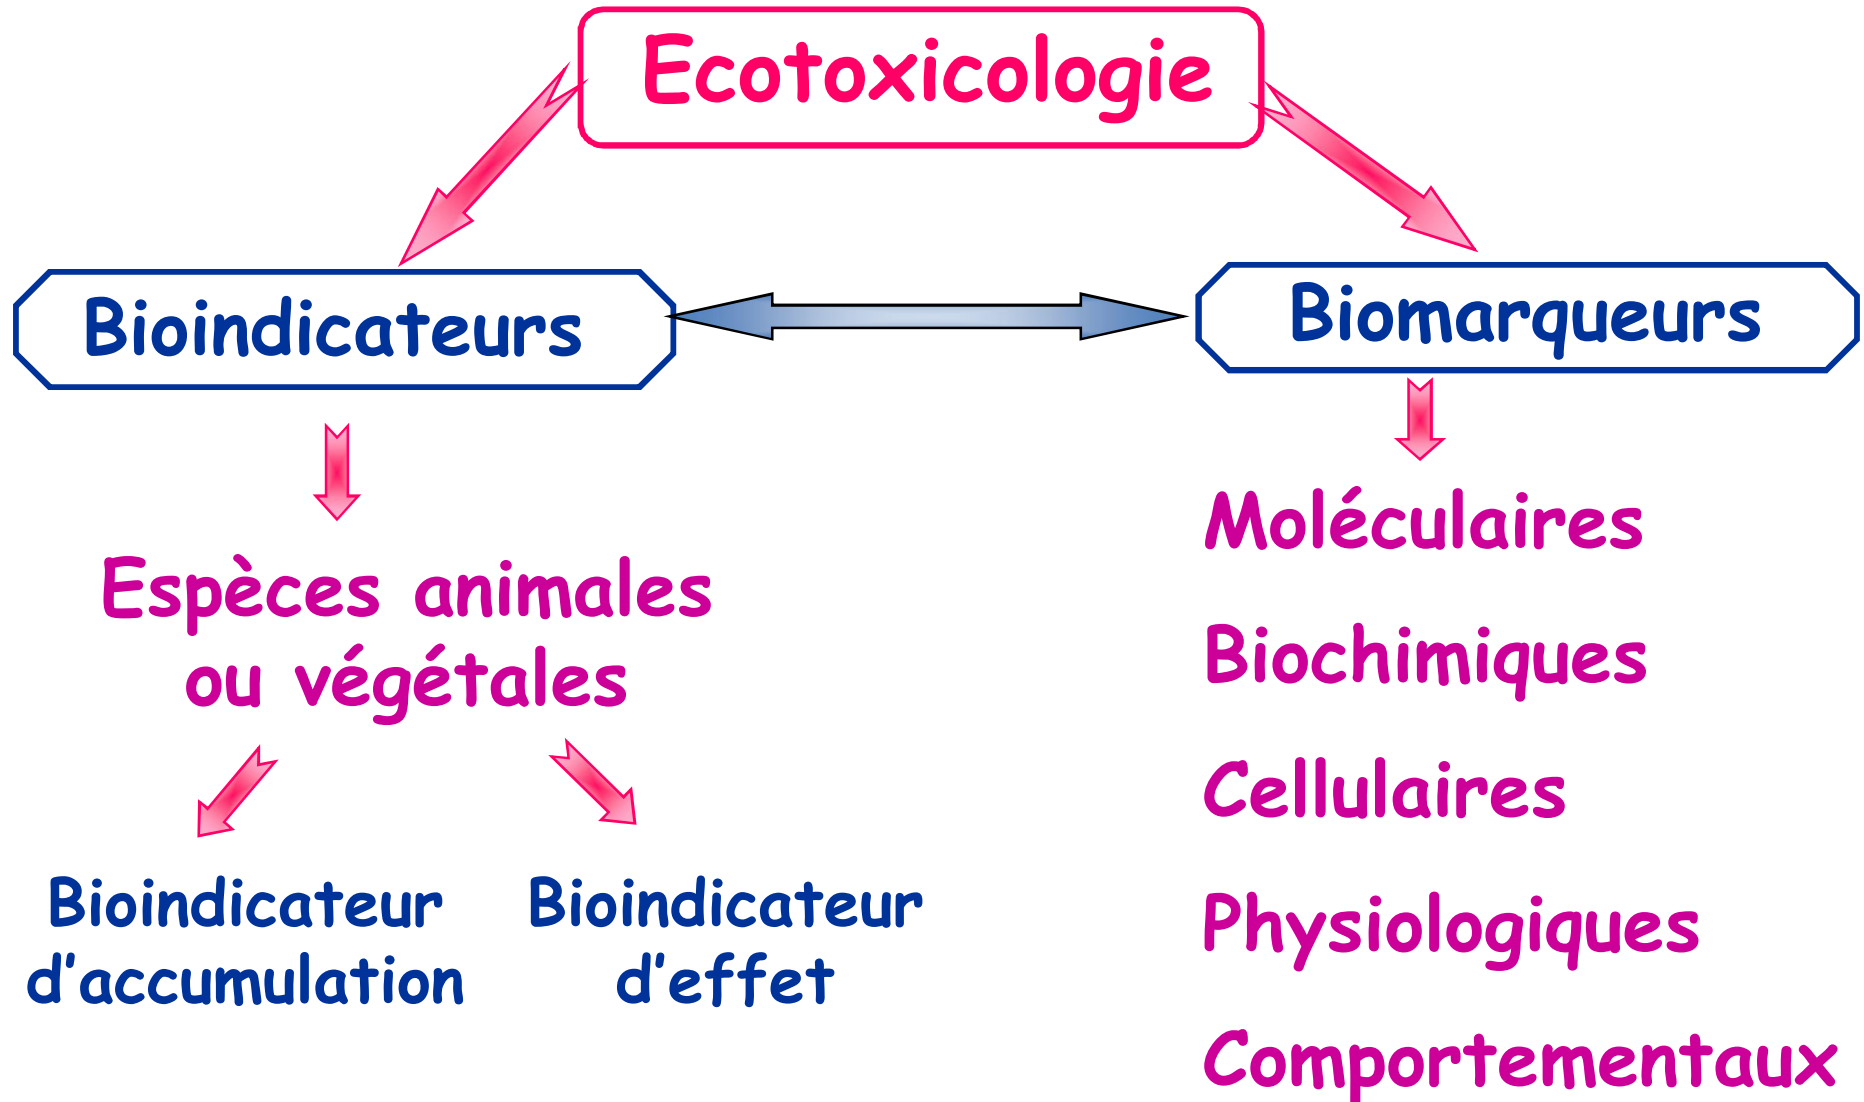 Ecotoxicologie
Bioindicateurs
Biomarqueurs
Espèces animales
ou végétales
Bioindicateur
d’accumulation
Bioindicateur
d’effet
Moléculaires
Biochimiques
Cellulaires
Physiologiques
Comportementaux